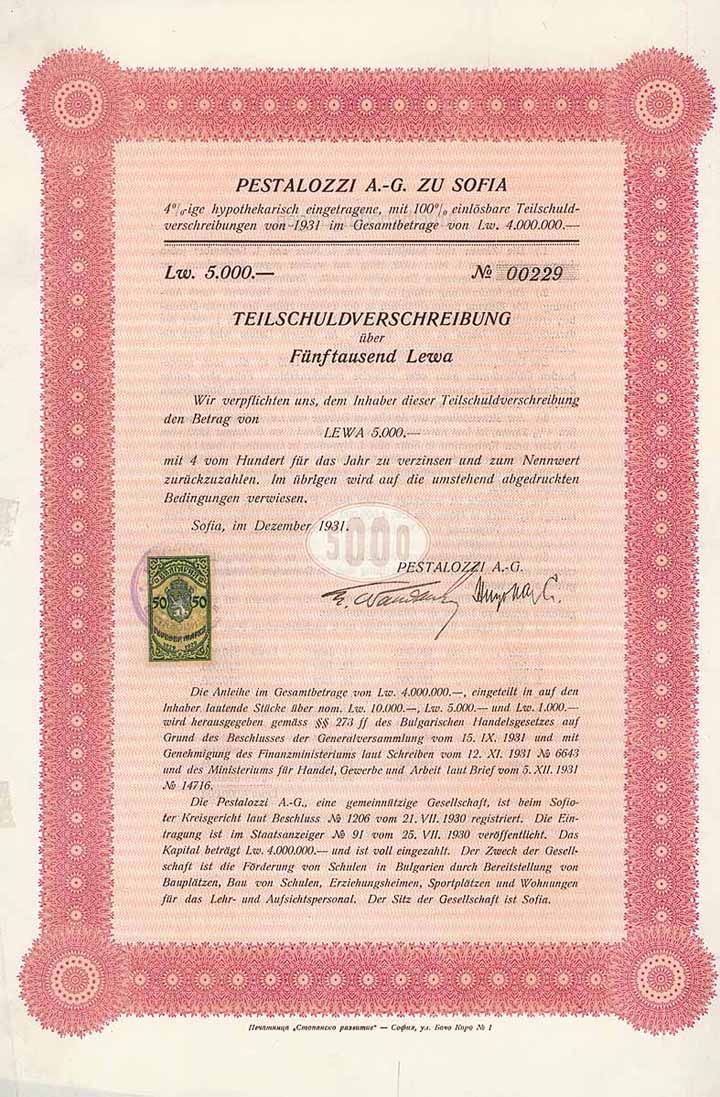 PESTALOZZI A.-G. ZU SOFIA
4%-ige hypothekarisch eingetragene, mit 100% einlösbare Teilschuld-
verschreibungen von 1931 im Gesamtbetrage von Lw. 4.000.000.—
Lw. 5.000.— № 00229
TEILSCHULDVERSCHREIBUNG
über
Fünftausend Lewa
Wir verpflichten uns, dem Inhaber dieser Teilschuldverschreibung
den Betrag von
LEWA 5.000.—
mit 4 vom Hundert für das Jahr zu verzinsen und zum Nennwert
zurückzuzahlen. Im übrigen wird auf die umstehend abgedruckten
Bedingungen verwiesen.
Sofia, im Dezember 1931.
5000
PESTALOZZI A.-G.
50 50
Die Anleihe im Gesamtbetrage von Lw. 4.000.000.—, eingeteilt in auf den
Inhaber lautende Stücke über nom. Lw. 10.000.—, Lw. 5.000.— und Lw. 1.000.—
wird herausgegeben gemäss §§ 273 ff des Bulgarischen Handelsgesetzes auf
Grund des Beschlusses der Generalversammlung vom 15. IX. 1931 und mit
Genehmigung des Finanzministeriums laut Schreiben vom 12. XI. 1931 № 6643
und des Ministeriums für Handel, Gewerbe und Arbeit laut Brief vom 5. XII. 1931
№ 14716.
Die Pestalozzi A.-G., eine gemeinnützige Gesellschaft, ist beim Sofio-
ter Kreisgericht laut Beschluss № 1206 vom 21. VII. 1930 registriert. Die Ein-
tragung ist im Staatsanzeiger № 91 vom 25. VII. 1930 veröffentlicht. Das
Kapital beträgt Lw. 4.000.000.— und ist voll eingezahlt. Der Zweck der Gesell-
schaft ist die Förderung von Schulen in Bulgarien durch Bereitstellung von
Bauplätzen, Bau von Schulen, Erziehungsheimen, Sportplätzen und Wohnungen
für das Lehr- und Aufsichtspersonal. Der Sitz der Gesellschaft ist Sofia.
Печатница „Стопанско развитие“ — София, ул. Бачо Киро № 1